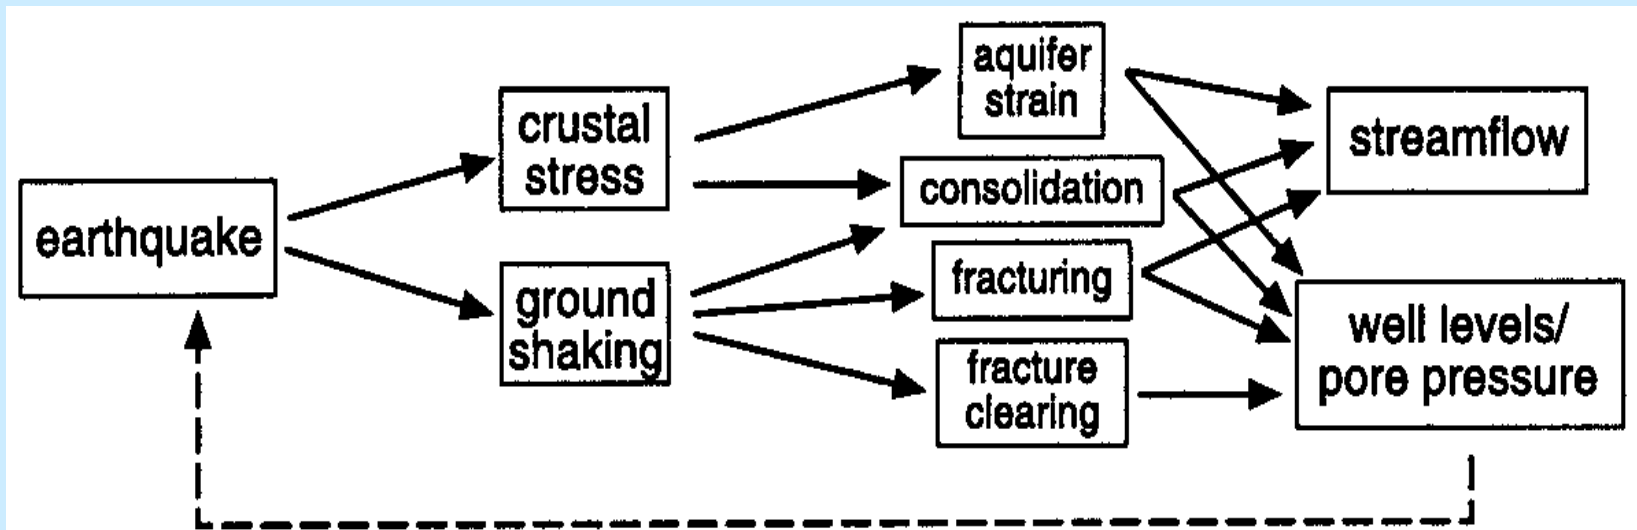 earthquake
crustal
stress
ground
shaking
aquifer
strain
consolidation
fracturing
fracture
clearing
streamflow
well levels/
pore pressure